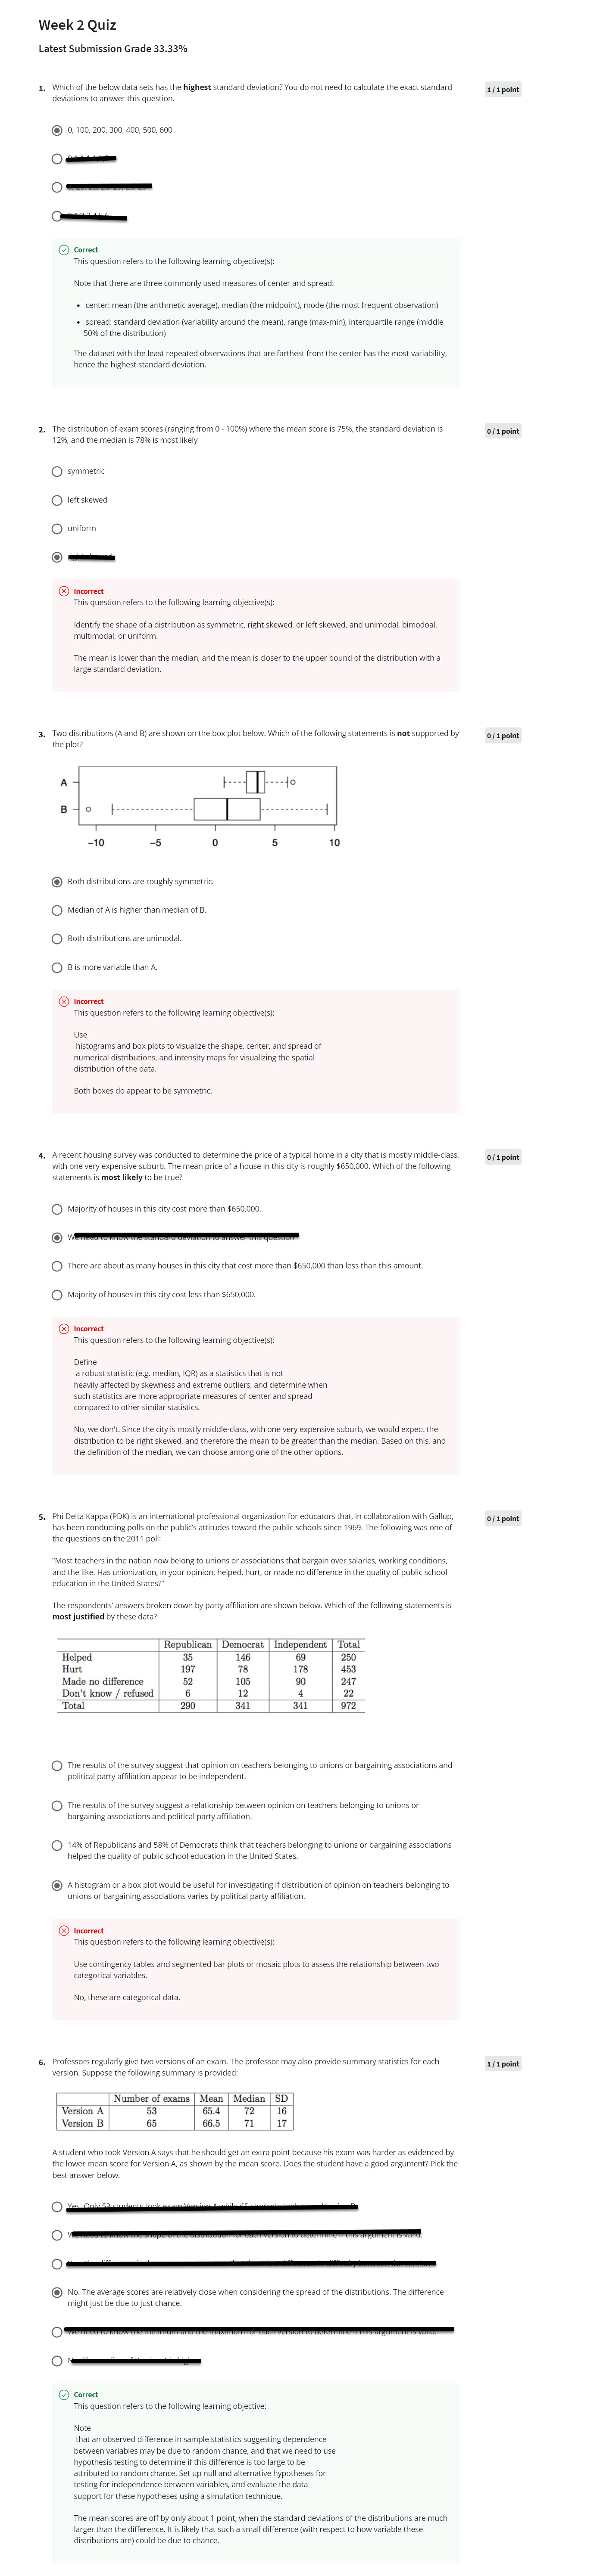 Week 2 Quiz
Latest Submission Grade 33.33%
1. Which of the below data sets has the highest standard deviation? You do not need to calculate the exact standard
deviations to answer this question.
1 / 1 point
0, 100, 200, 300, 400, 500, 600
Correct
This question refers to the following learning objective(s):
Note that there are three commonly used measures of center and spread:
• center: mean (the arithmetic average), median (the midpoint), mode (the most frequent observation)
• spread: standard deviation (variability around the mean), range (max-min), interquartile range (middle
50% of the distribution)
The dataset with the least repeated observations that are farthest from the center has the most variability,
hence the highest standard deviation.
2. The distribution of exam scores (ranging from 0 - 100%) where the mean score is 75%, the standard deviation is
12%, and the median is 78% is most likely
0 / 1 point
symmetric
left skewed
uniform
Incorrect
This question refers to the following learning objective(s):
Identify the shape of a distribution as symmetric, right skewed, or left skewed, and unimodal, bimodoal,
multimodal, or uniform.
The mean is lower than the median, and the mean is closer to the upper bound of the distribution with a
large standard deviation.
3. Two distributions (A and B) are shown on the box plot below. Which of the following statements is not supported by
the plot?
0 / 1 point
A
B
−10 −5 0 5 10
Both distributions are roughly symmetric.
Median of A is higher than median of B.
Both distributions are unimodal.
B is more variable than A.
Incorrect
This question refers to the following learning objective(s):
Use
histograms and box plots to visualize the shape, center, and spread of
numerical distributions, and intensity maps for visualizing the spatial
distribution of the data.
Both boxes do appear to be symmetric.
4. A recent housing survey was conducted to determine the price of a typical home in a city that is mostly middle-class,
with one very expensive suburb. The mean price of a house in this city is roughly $650,000. Which of the following
statements is most likely to be true?
0 / 1 point
Majority of houses in this city cost more than $650,000.
We need to know the standard deviation to answer this question
There are about as many houses in this city that cost more than $650,000 than less than this amount.
Majority of houses in this city cost less than $650,000.
Incorrect
This question refers to the following learning objective(s):
Define
a robust statistic (e.g. median, IQR) as a statistics that is not
heavily affected by skewness and extreme outliers, and determine when
such statistics are more appropriate measures of center and spread
compared to other similar statistics.
No, we don't. Since the city is mostly middle-class, with one very expensive suburb, we would expect the
distribution to be right skewed, and therefore the mean to be greater than the median. Based on this, and
the definition of the median, we can choose among one of the other options.
5. Phi Delta Kappa (PDK) is an international professional organization for educators that, in collaboration with Gallup,
has been conducting polls on the public's attitudes toward the public schools since 1969. The following was one of
the questions on the 2011 poll:
0 / 1 point
"Most teachers in the nation now belong to unions or associations that bargain over salaries, working conditions,
and the like. Has unionization, in your opinion, helped, hurt, or made no difference in the quality of public school
education in the United States?"
The respondents' answers broken down by party affiliation are shown below. Which of the following statements is
most justified by these data?
Republican Democrat Independent Total
Helped 35 146 69 250
Hurt 197 78 178 453
Made no difference 52 105 90 247
Don't know / refused 6 12 4 22
Total 290 341 341 972
The results of the survey suggest that opinion on teachers belonging to unions or bargaining associations and
political party affiliation appear to be independent.
The results of the survey suggest a relationship between opinion on teachers belonging to unions or
bargaining associations and political party affiliation.
14% of Republicans and 58% of Democrats think that teachers belonging to unions or bargaining associations
helped the quality of public school education in the United States.
A histogram or a box plot would be useful for investigating if distribution of opinion on teachers belonging to
unions or bargaining associations varies by political party affiliation.
Incorrect
This question refers to the following learning objective(s):
Use contingency tables and segmented bar plots or mosaic plots to assess the relationship between two
categorical variables.
No, these are categorical data.
6. Professors regularly give two versions of an exam. The professor may also provide summary statistics for each
version. Suppose the following summary is provided:
1 / 1 point
Number of exams Mean Median SD
Version A 53 65.4 72 16
Version B 65 66.5 71 17
A student who took Version A says that he should get an extra point because his exam was harder as evidenced by
the lower mean score for Version A, as shown by the mean score. Does the student have a good argument? Pick the
best answer below.
No. The average scores are relatively close when considering the spread of the distributions. The difference
might just be due to just chance.
We need to know the minimum and the maximum for each version to determine if this argument is valid.
Correct
This question refers to the following learning objective:
Note
that an observed difference in sample statistics suggesting dependence
between variables may be due to random chance, and that we need to use
hypothesis testing to determine if this difference is too large to be
attributed to random chance. Set up null and alternative hypotheses for
testing for independence between variables, and evaluate the data
support for these hypotheses using a simulation technique.
The mean scores are off by only about 1 point, when the standard deviations of the distributions are much
larger than the difference. It is likely that such a small difference (with respect to how variable these
distributions are) could be due to chance.